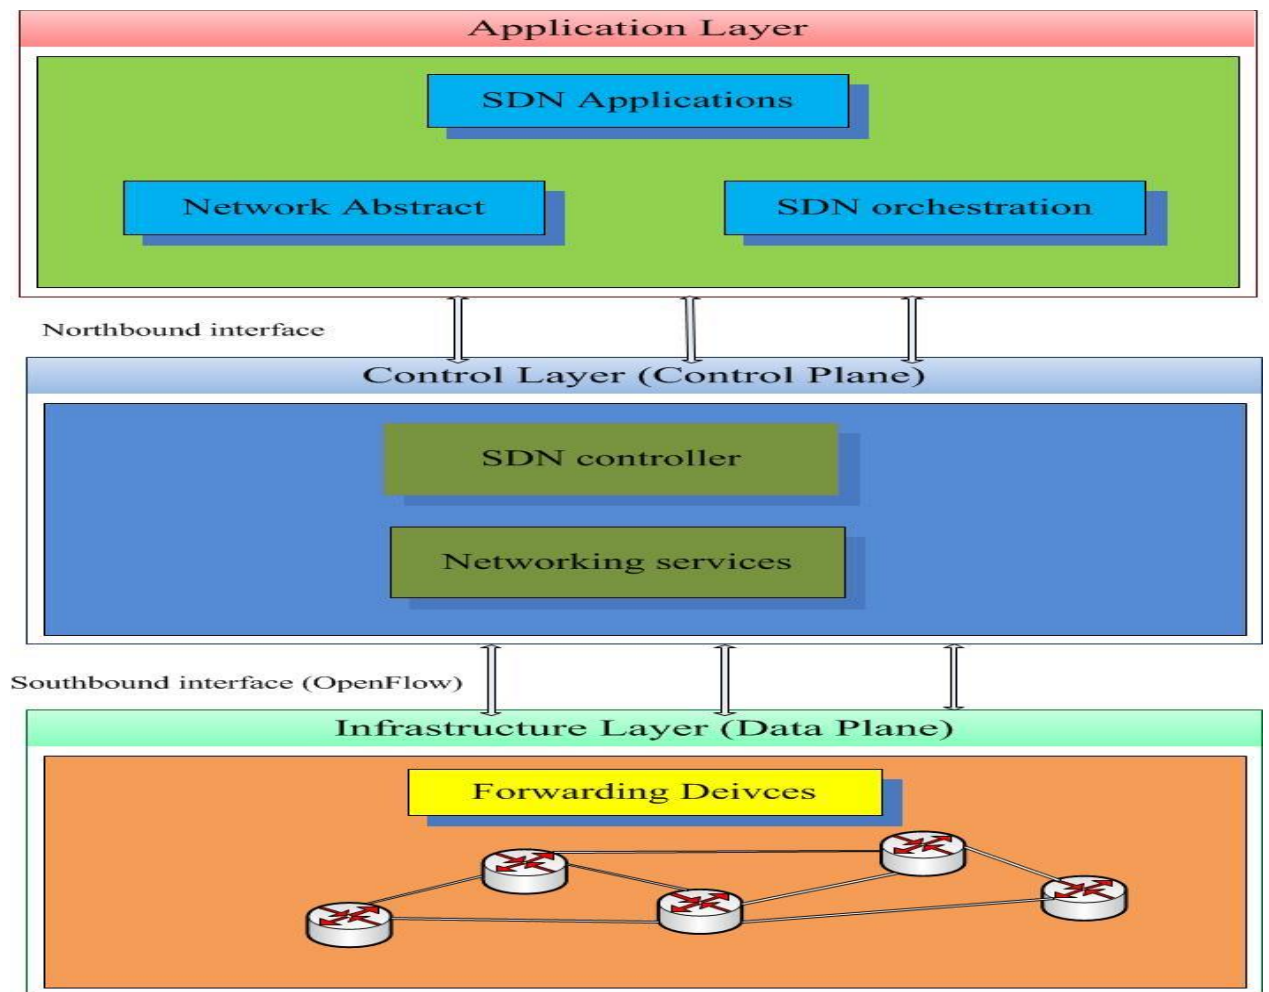 Application Layer
SDN Applications
Network Abstract
SDN orchestration
Northbound interface
Control Layer (Control Plane)
SDN controller
Networking services
Southbound interface (OpenFlow)
Infrastructure Layer (Data Plane)
Forwarding Deivces